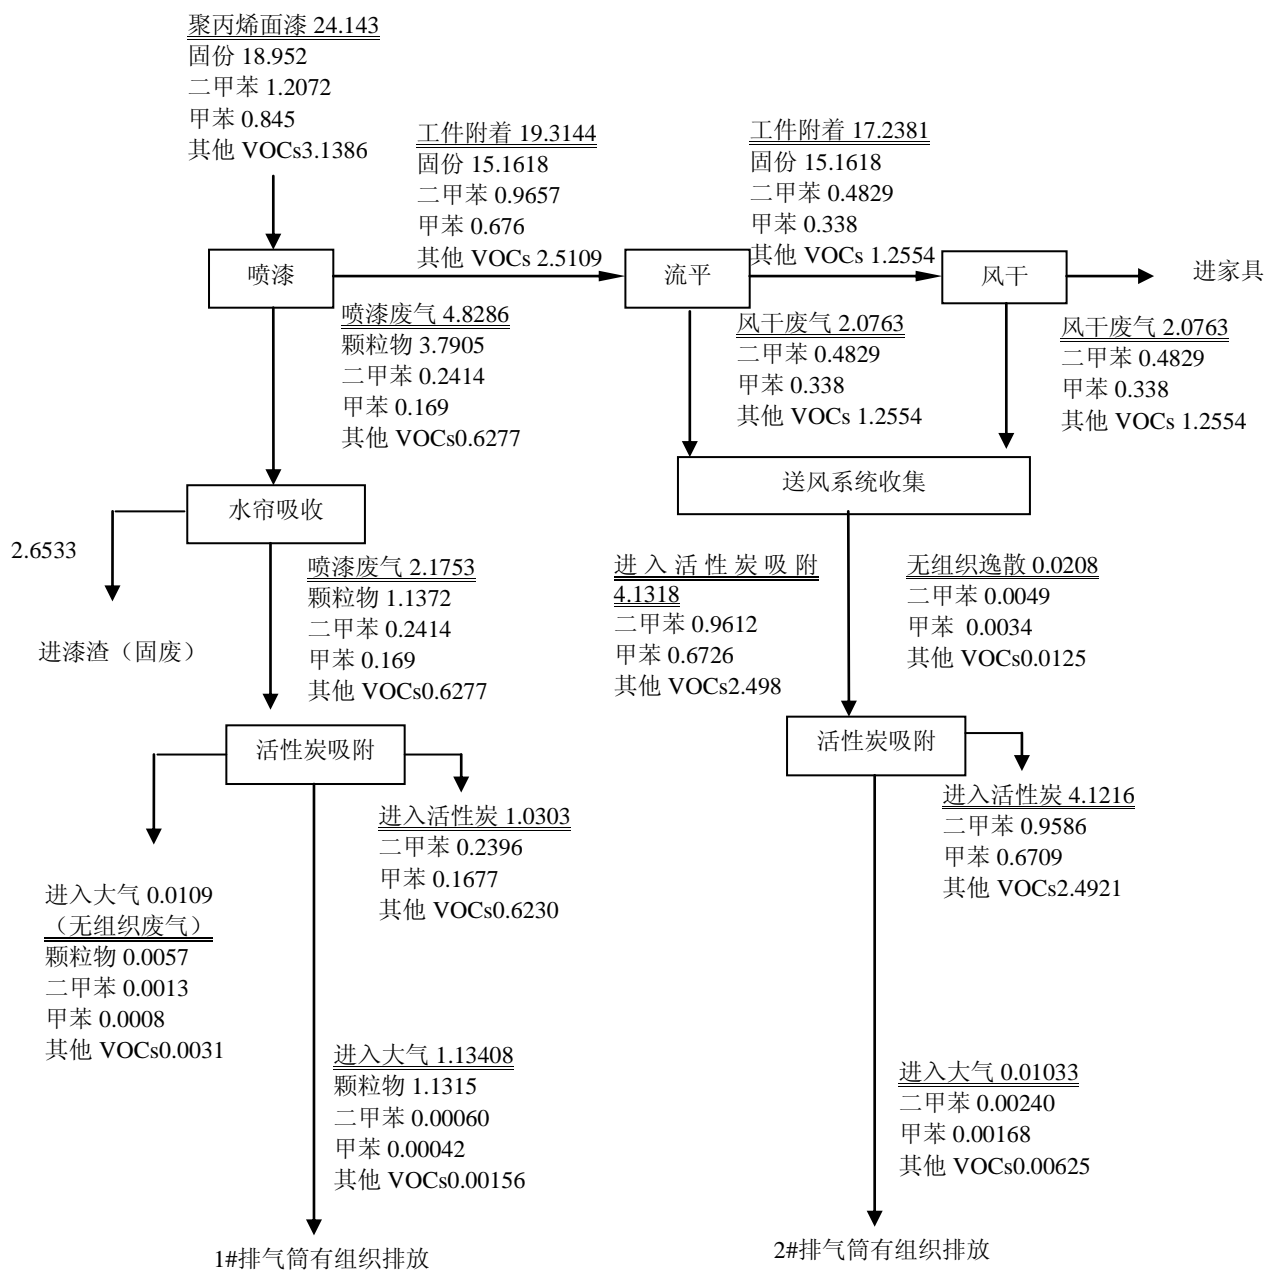 聚丙烯面漆 24.143
固份 18.952
二甲苯 1.2072
甲苯 0.845
其他 VOCs3.1386
工件附着 19.3144
固份 15.1618
二甲苯 0.9657
甲苯 0.676
其他 VOCs 2.5109
工件附着 17.2381
固份 15.1618
二甲苯 0.4829
甲苯 0.338
其他 VOCs 1.2554
喷漆
流平
风干
进家具
喷漆废气 4.8286
颗粒物 3.7905
二甲苯 0.2414
甲苯 0.169
其他 VOCs0.6277
风干废气 2.0763
二甲苯 0.4829
甲苯 0.338
其他 VOCs 1.2554
风干废气 2.0763
二甲苯 0.4829
甲苯 0.338
其他 VOCs 1.2554
水帘吸收
送风系统收集
2.6533
进漆渣（固废）
喷漆废气 2.1753
颗粒物 1.1372
二甲苯 0.2414
甲苯 0.169
其他 VOCs0.6277
进入活性炭吸附
4.1318
二甲苯 0.9612
甲苯 0.6726
其他 VOCs2.498
无组织逸散 0.0208
二甲苯 0.0049
甲苯 0.0034
其他 VOCs0.0125
活性炭吸附
活性炭吸附
进入活性炭 1.0303
二甲苯 0.2396
甲苯 0.1677
其他 VOCs0.6230
进入活性炭 4.1216
二甲苯 0.9586
甲苯 0.6709
其他 VOCs2.4921
进入大气 0.0109
（无组织废气）
颗粒物 0.0057
二甲苯 0.0013
甲苯 0.0008
其他 VOCs0.0031
进入大气 1.13408
颗粒物 1.1315
二甲苯 0.00060
甲苯 0.00042
其他 VOCs0.00156
进入大气 0.01033
二甲苯 0.00240
甲苯 0.00168
其他 VOCs0.00625
1#排气筒有组织排放
2#排气筒有组织排放